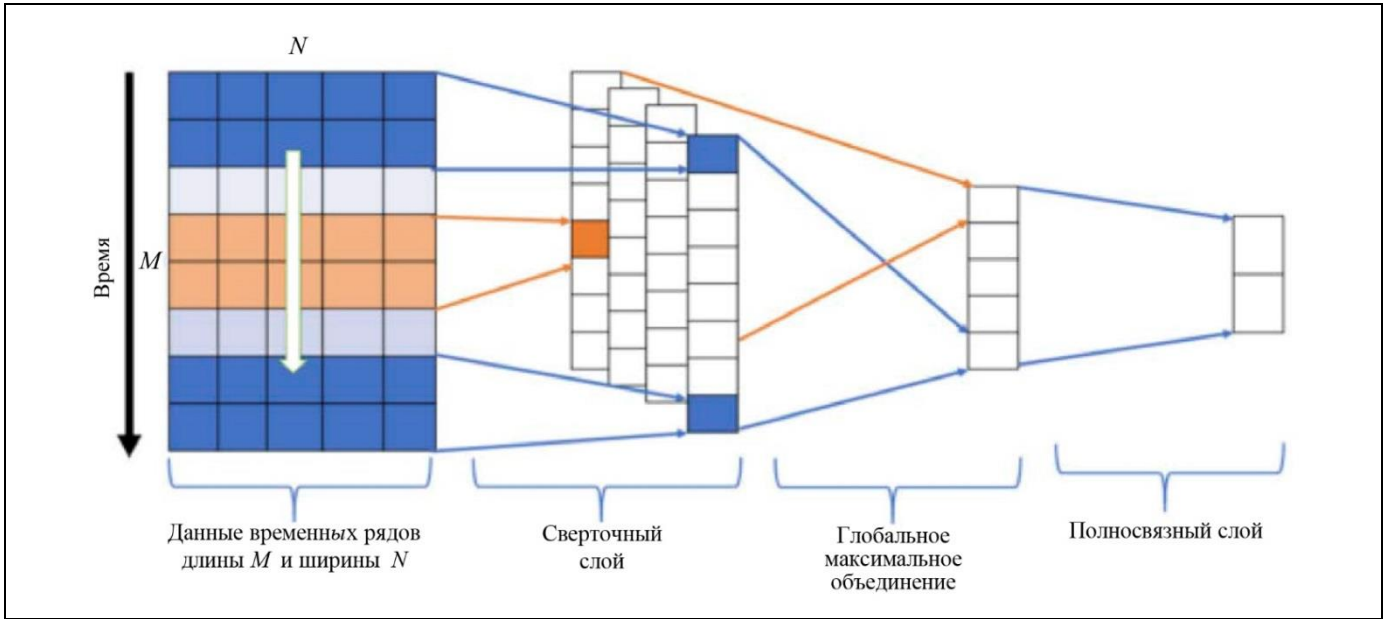 N
Время
M
Данные временных рядов
длины M и ширины N
Сверточный
слой
Глобальное
максимальное
объединение
Полносвязный слой